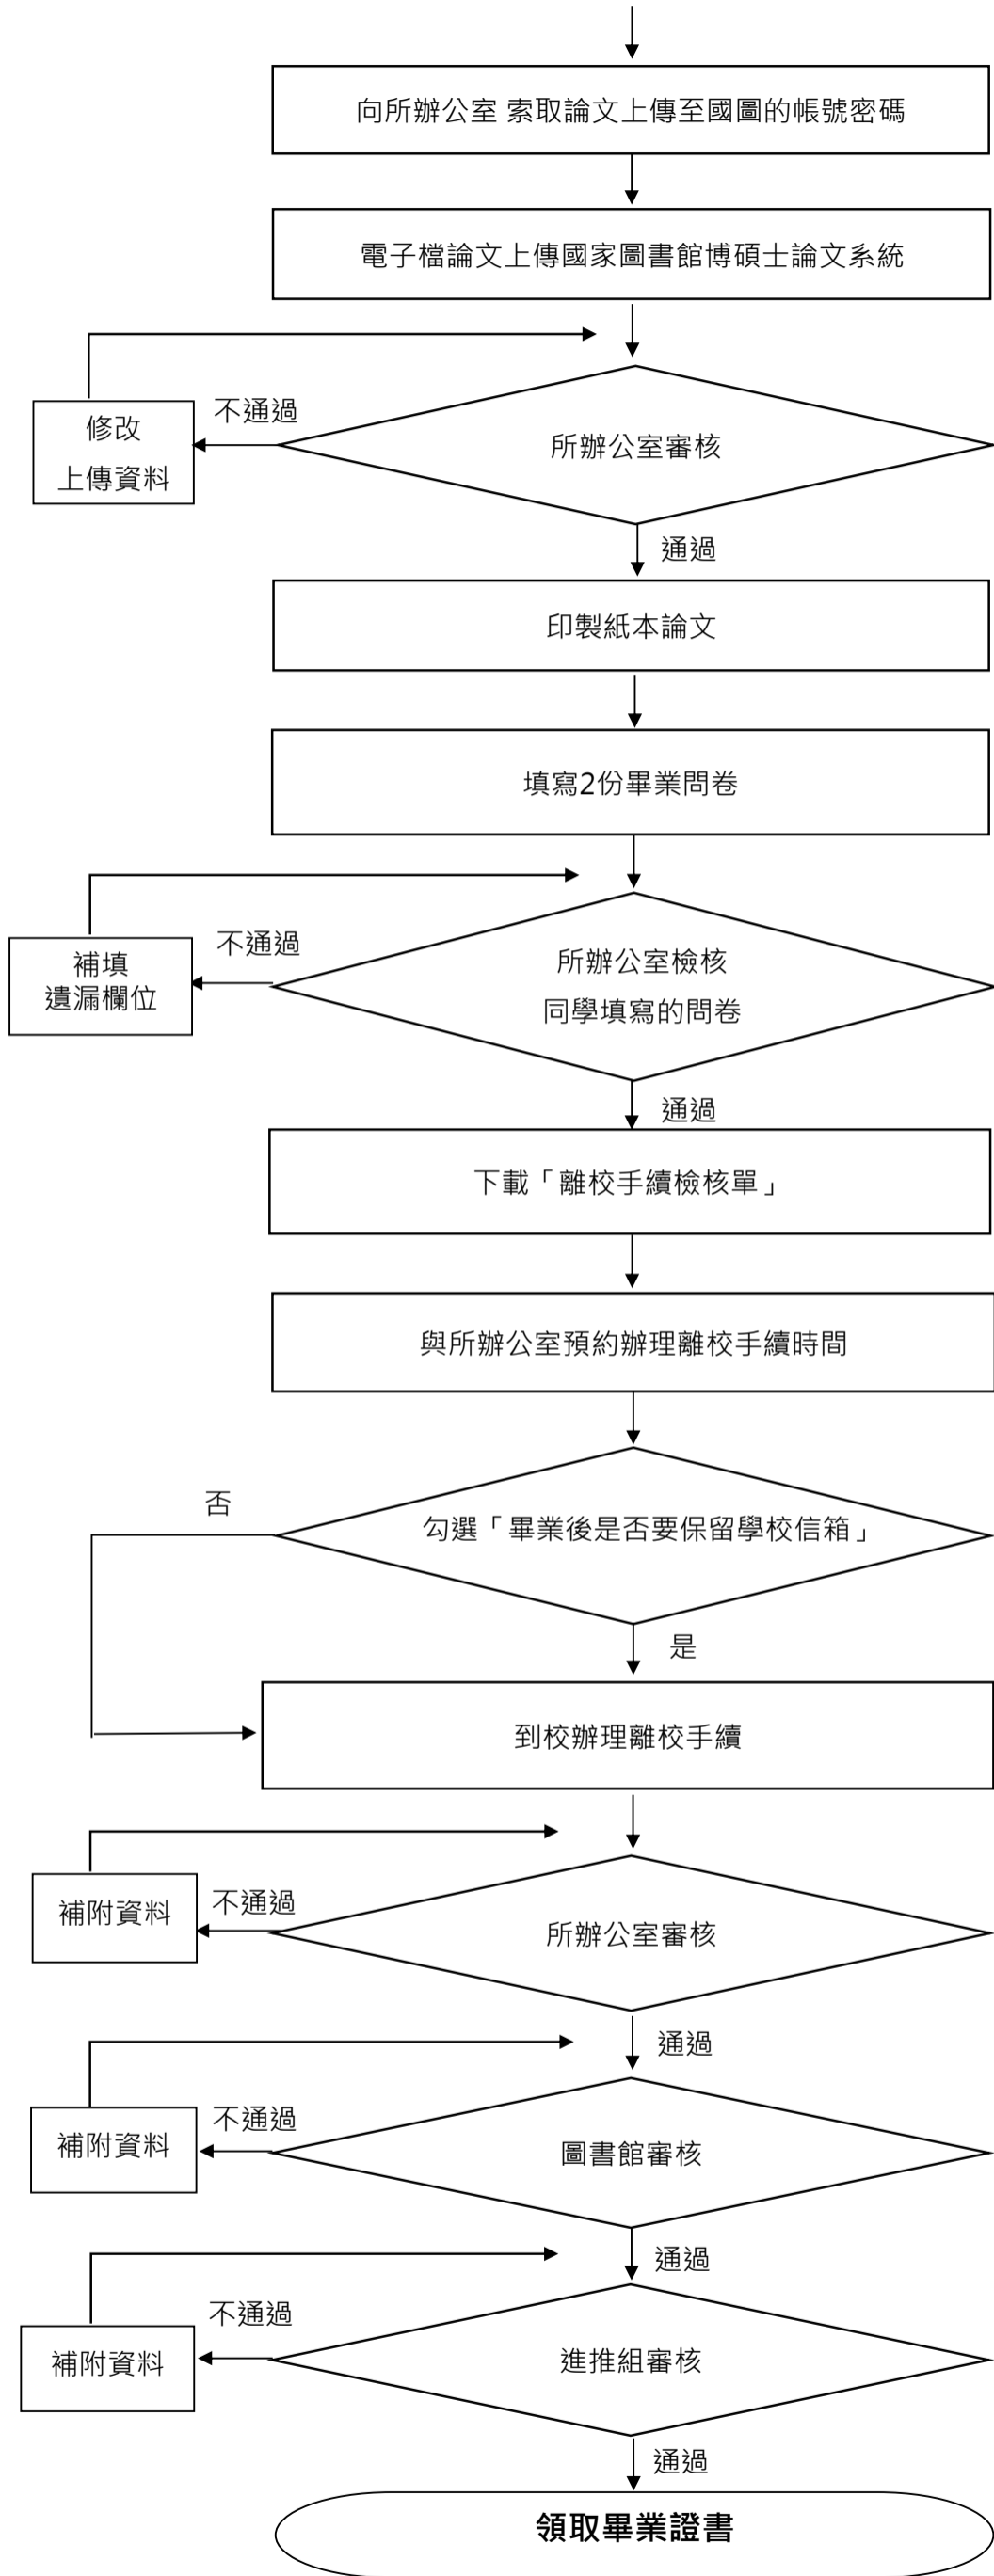 向所辦公室 索取論文上傳至國圖的帳號密碼
電子檔論文上傳國家圖書館博碩士論文系統
不通過
修改
上傳資料
所辦公室審核
通過
印製紙本論文
填寫2份畢業問卷
不通過
補填
遺漏欄位
所辦公室檢核
同學填寫的問卷
通過
下載「離校手續檢核單」
與所辦公室預約辦理離校手續時間
否
勾選「畢業後是否要保留學校信箱」
是
到校辦理離校手續
不通過
補附資料
所辦公室審核
通過
不通過
補附資料
圖書館審核
通過
不通過
補附資料
進推組審核
通過
領取畢業證書